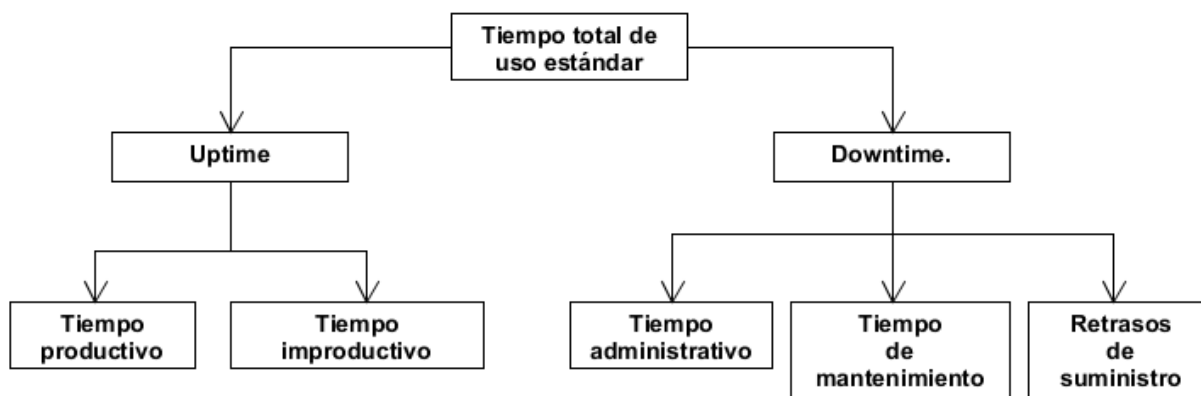 Tiempo total de
uso estándar
Uptime
Downtime.
Tiempo
productivo
Tiempo
improductivo
Tiempo
administrativo
Tiempo
de
mantenimiento
Retrasos
de
suministro